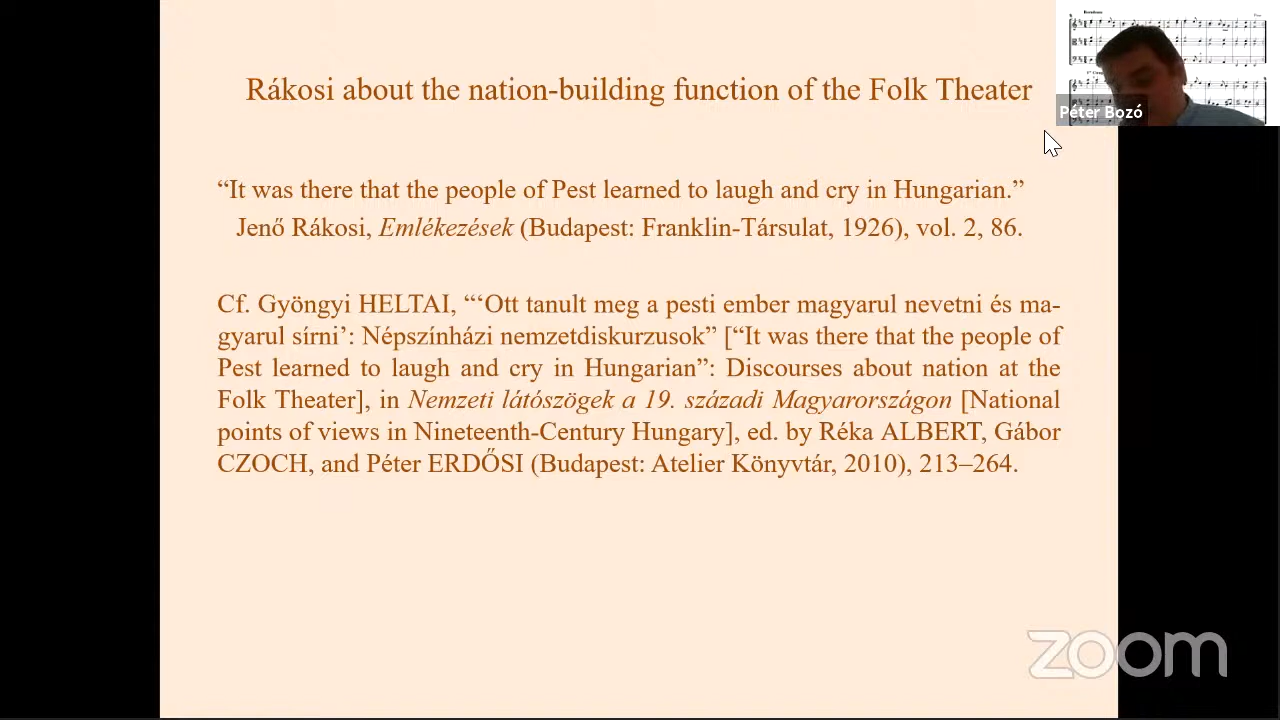 Rákosi about the nation-building function of the Folk Theater
Péter Bozó
“It was there that the people of Pest learned to laugh and cry in Hungarian.”
Jenő Rákosi, Emlékezések (Budapest: Franklin-Társulat, 1926), vol. 2, 86.
Cf. Gyöngyi HELTAI, “‘Ott tanult meg a pesti ember magyarul nevetni és ma-
gyarul sírni’: Népszínházi nemzetdiskurzusok” [“It was there that the people of
Pest learned to laugh and cry in Hungarian”: Discourses about nation at the
Folk Theater], in Nemzeti látószögek a 19. századi Magyarországon [National
points of views in Nineteenth-Century Hungary], ed. by Réka ALBERT, Gábor
CZOCH, and Péter ERDŐSI (Budapest: Atelier Könyvtár, 2010), 213–264.
zoom